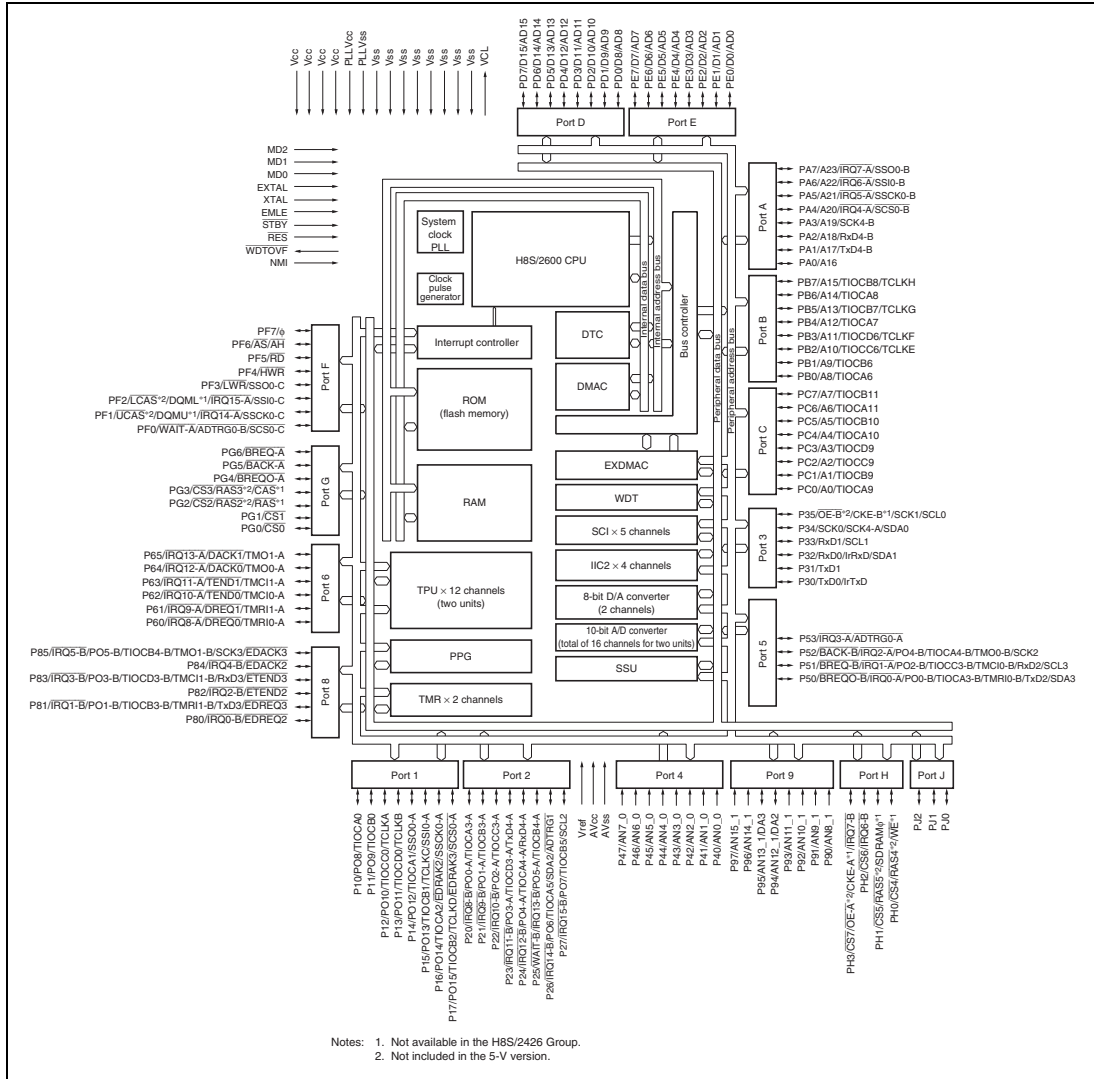 Vcc
Vcc
Vcc
Vcc
PLLVcc
PLLVss
Vss
Vss
Vss
Vss
Vss
Vss
Vss
Vss
VCL
PD7/D15/AD15
PD6/D14/AD14
PD5/D13/AD13
PD4/D12/AD12
PD3/D11/AD11
PD2/D10/AD10
PD1/D9/AD9
PD0/D8/AD8
PE7/D7/AD7
PE6/D6/AD6
PE5/D5/AD5
PE4/D4/AD4
PE3/D3/AD3
PE2/D2/AD2
PE1/D1/AD1
PE0/D0/AD0
Port D
Port E
MD2
MD1
MD0
EXTAL
XTAL
EMLE
STBY
RES
WDTOVF
NMI
System
clock
PLL
Clock
pulse
generator
H8S/2600 CPU
Interrupt controller
DTC
DMAC
ROM
(flash memory)
RAM
TPU × 12 channels
(two units)
PPG
TMR × 2 channels
EXDMAC
WDT
SCI × 5 channels
IIC2 × 4 channels
8-bit D/A converter
(2 channels)
10-bit A/D converter
(total of 16 channels for two units)
SSU
Internal data bus
Internal address bus
Bus controller
Peripheral data bus
Peripheral address bus
Port A
PA7/A23/IRQ7-A/SSO0-B
PA6/A22/IRQ6-A/SSI0-B
PA5/A21/IRQ5-A/SSCK0-B
PA4/A20/IRQ4-A/SCS0-B
PA3/A19/SCK4-B
PA2/A18/RxD4-B
PA1/A17/TxD4-B
PA0/A16
Port B
PB7/A15/TIOCB8/TCLKH
PB6/A14/TIOCA8
PB5/A13/TIOCB7/TCLKG
PB4/A12/TIOCA7
PB3/A11/TIOCD6/TCLKF
PB2/A10/TIOCC6/TCLKE
PB1/A9/TIOCB6
PB0/A8/TIOCA6
Port C
PC7/A7/TIOCB11
PC6/A6/TIOCA11
PC5/A5/TIOCB10
PC4/A4/TIOCA10
PC3/A3/TIOCD9
PC2/A2/TIOCC9
PC1/A1/TIOCB9
PC0/A0/TIOCA9
Port 3
P35/OE-B*2/CKE-B*1/SCK1/SCL0
P34/SCK0/SCK4-A/SDA0
P33/RxD1/SCL1
P32/RxD0/IrRxD/SDA1
P31/TxD1
P30/TxD0/IrTxD
Port 5
P53/IRQ3-A/ADTRG0-A
P52/BACK-B/IRQ2-A/PO4-B/TIOCA4-B/TMO0-B/SCK2
P51/BREQ-B/IRQ1-A/PO2-B/TIOCC3-B/TMCI0-B/RxD2/SCL3
P50/BREQO-B/IRQ0-A/PO0-B/TIOCA3-B/TMRI0-B/TxD2/SDA3
PF7/ϕ
PF6/AS/AH
PF5/RD
PF4/HWR
PF3/LWR/SSO0-C
PF2/LCAS*2/DQML*1/IRQ15-A/SSI0-C
PF1/UCAS*2/DQMU*1/IRQ14-A/SSCK0-C
PF0/WAIT-A/ADTRG0-B/SCS0-C
Port F
PG6/BREQ-A
PG5/BACK-A
PG4/BREQO-A
PG3/CS3/RAS3*2/CAS*1
PG2/CS2/RAS2*2/RAS*1
PG1/CS1
PG0/CS0
Port G
P65/IRQ13-A/DACK1/TMO1-A
P64/IRQ12-A/DACK0/TMO0-A
P63/IRQ11-A/TEND1/TMCI1-A
P62/IRQ10-A/TEND0/TMCI0-A
P61/IRQ9-A/DREQ1/TMRI1-A
P60/IRQ8-A/DREQ0/TMRI0-A
Port 6
P85/IRQ5-B/PO5-B/TIOCB4-B/TMO1-B/SCK3/EDACK3
P84/IRQ4-B/EDACK2
P83/IRQ3-B/PO3-B/TIOCD3-B/TMCI1-B/RxD3/ETEND3
P82/IRQ2-B/ETEND2
P81/IRQ1-B/PO1-B/TIOCB3-B/TMRI1-B/TxD3/EDREQ3
P80/IRQ0-B/EDREQ2
Port 8
Port 1
Port 2
Port 4
Port 9
Port H
Port J
P10/PO8/TIOCA0
P11/PO9/TIOCB0
P12/PO10/TIOCC0/TCLKA
P13/PO11/TIOCD0/TCLKB
P14/PO12/TIOCA1/SSO0-A
P15/PO13/TIOCB1/TCLKC/SSI0-A
P16/PO14/TIOCA2/EDRAK2/SSCK0-A
P17/PO15/TIOCB2/TCLKD/EDRAK3/SCS0-A
P20/IRQ8-B/PO0-A/TIOCA3-A
P21/IRQ9-B/PO1-A/TIOCB3-A
P22/IRQ10-B/PO2-A/TIOCC3-A
P23/IRQ11-B/PO3-A/TIOCD3-A/TxD4-A
P24/IRQ12-B/PO4-A/TIOCA4-A/RxD4-A
P25/WAIT-B/IRQ13-B/PO5-A/TIOCB4-A
P26/IRQ14-B/PO6/TIOCA5/SDA2/ADTRG1
P27/IRQ15-B/PO7/TIOCB5/SCL2
Vref
AVcc
AVss
P47/AN7_0
P46/AN6_0
P45/AN5_0
P44/AN4_0
P43/AN3_0
P42/AN2_0
P41/AN1_0
P40/AN0_0
P97/AN15_1
P96/AN14_1
P95/AN13_1/DA3
P94/AN12_1/DA2
P93/AN11_1
P92/AN10_1
P91/AN9_1
P90/AN8_1
PH3/CS7/OE-A*2/CKE-A*1/IRQ7-B
PH2/CS6/IRQ6-B
PH1/CS5/RAS5*2/SDRAMϕ*1
PH0/CS4/RAS4*2/WE*1
PJ2
PJ1
PJ0
Notes: 1. Not available in the H8S/2426 Group.
2. Not included in the 5-V version.